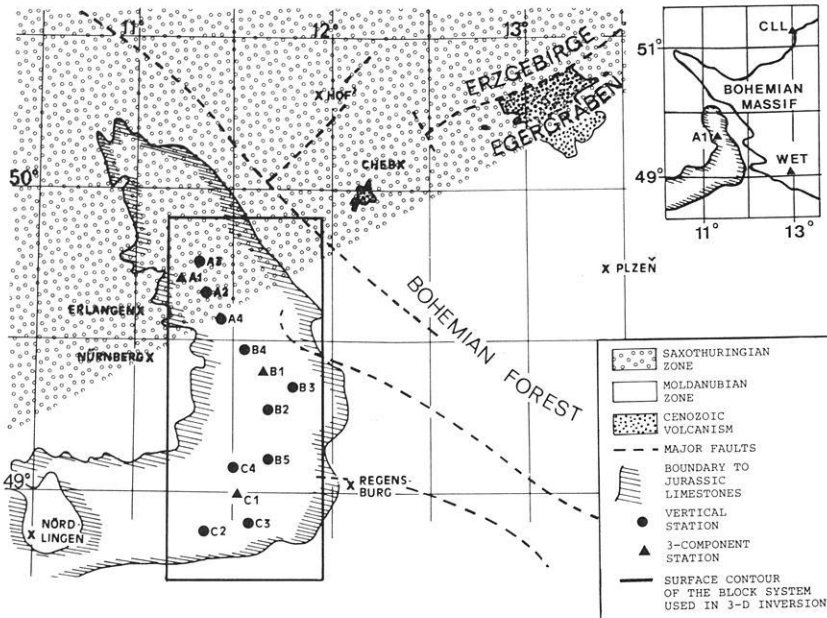 11°
12°
13°
50°
49°
ERZGEBIRGE
EGERGRABEN
x HOF
CHEB x
x PLZEŇ
BOHEMIAN FOREST
A3
A1
A2
A4
ERLANGEN x
NÜRNBERG x
B4
B1
B3
B2
B5
C4
C1
C2
C3
x REGENS-
BURG
NÖRD-
x LINGEN
51°
CLL
BOHEMIAN
MASSIF
A1
WET
49°
11°
13°
SAXOTHURINGIAN
ZONE
MOLDANUBIAN
ZONE
CENOZOIC
VOLCANISM
MAJOR FAULTS
BOUNDARY TO
JURASSIC
LIMESTONES
VERTICAL
STATION
3-COMPONENT
STATION
SURFACE CONTOUR
OF THE BLOCK SYSTEM
USED IN 3-D INVERSION